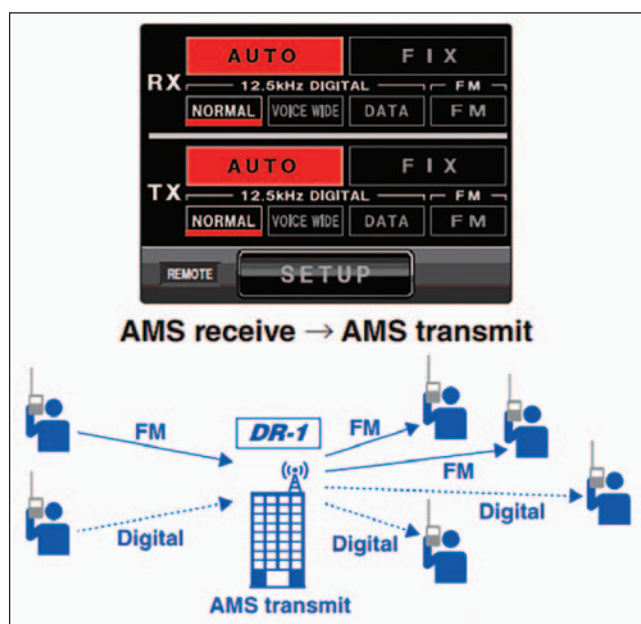 AUTO FIX
RX 12.5kHz DIGITAL FM
NORMAL VOICE WIDE DATA FM
AUTO FIX
TX 12.5kHz DIGITAL FM
NORMAL VOICE WIDE DATA FM
REMOTE SETUP
AMS receive → AMS transmit
FM DR-1 FM
FM
Digital Digital Digital
AMS transmit